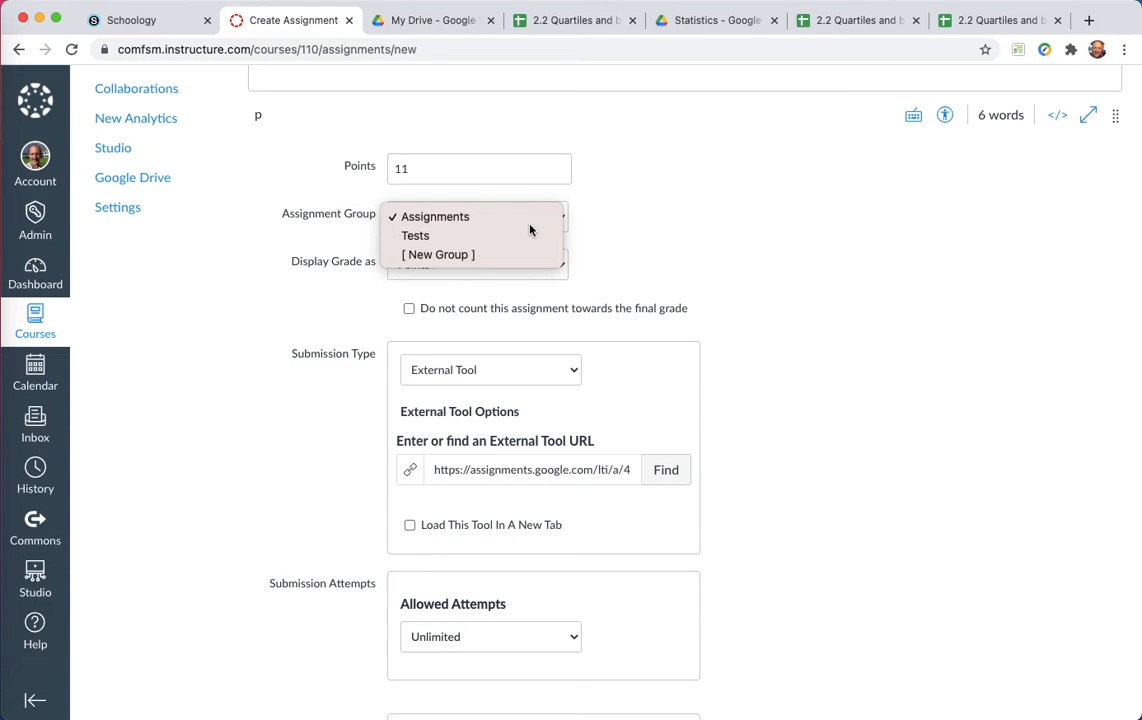 Schoology
Create Assignment
My Drive - Google
2.2 Quartiles and b
Statistics - Google
2.2 Quartiles and b
2.2 Quartiles and b
comfsm.instructure.com/courses/110/assignments/new
Account
Admin
Dashboard
Courses
Calendar
Inbox
History
Commons
Studio
Help
Collaborations
New Analytics
Studio
Google Drive
Settings
p
6 words
</>
Points
11
Assignment Group
✓ Assignments
Tests
[ New Group ]
Display Grade as
Points
Do not count this assignment towards the final grade
Submission Type
External Tool
External Tool Options
Enter or find an External Tool URL
https://assignments.google.com/lti/a/4
Find
Load This Tool In A New Tab
Submission Attempts
Allowed Attempts
Unlimited